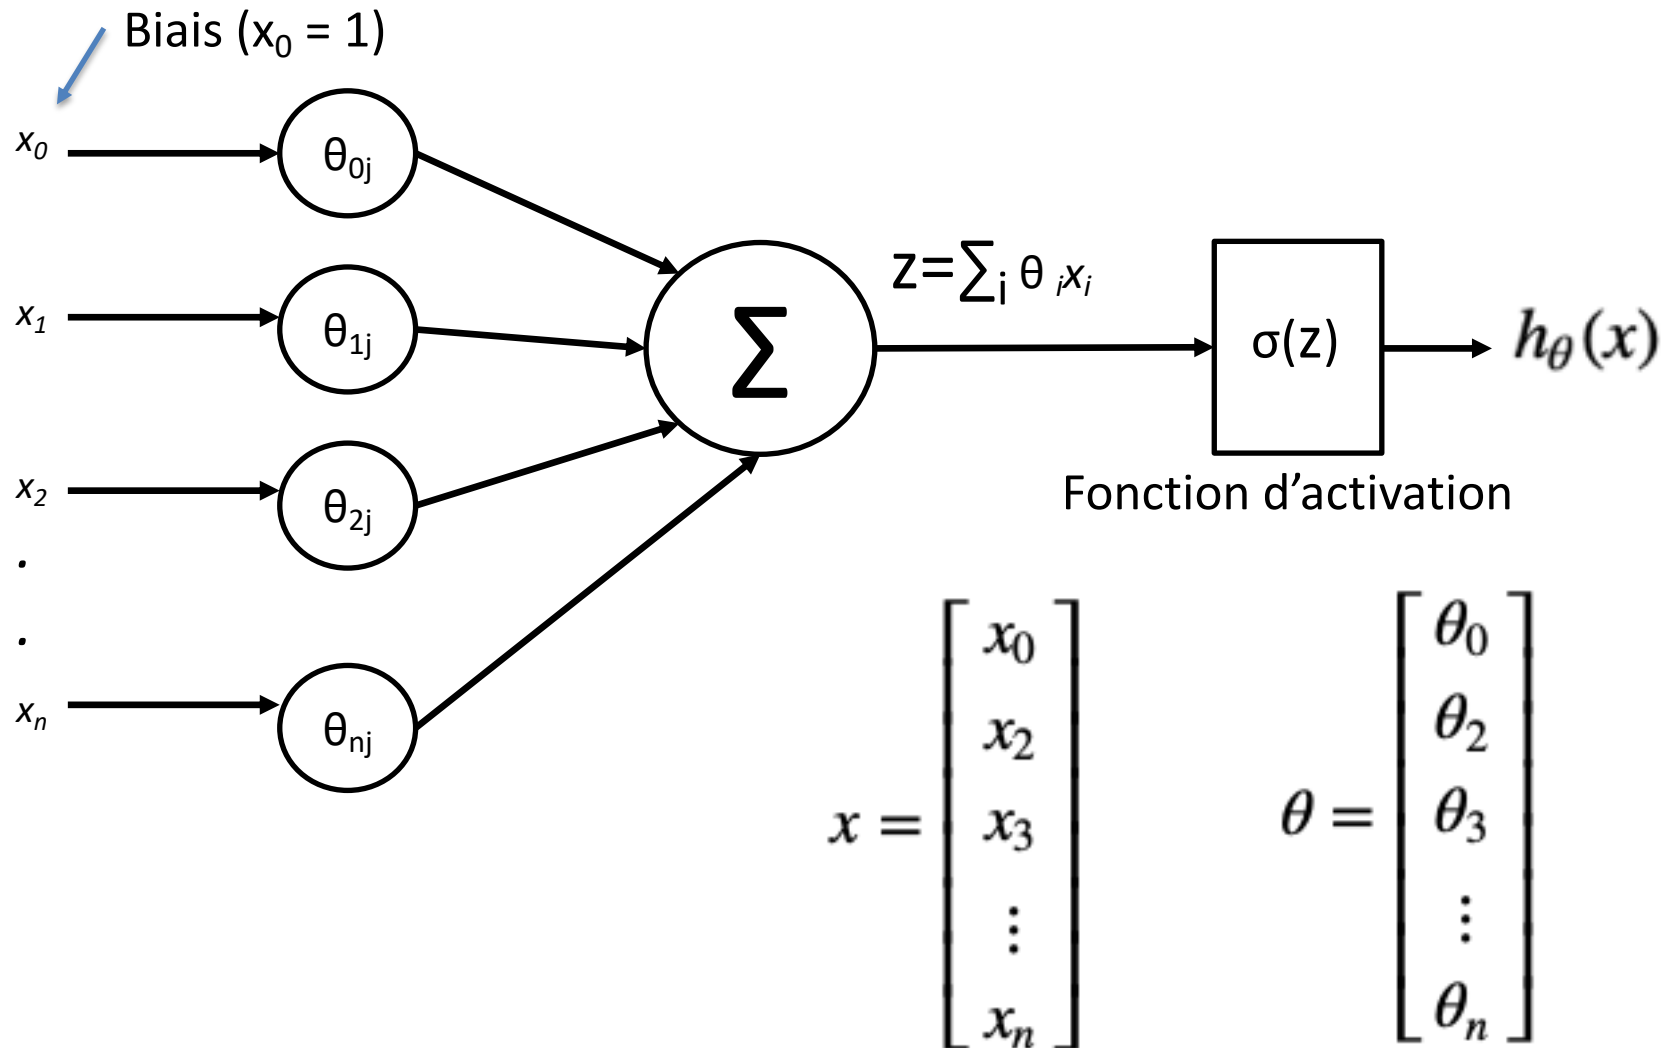 Biais (x₀ = 1)
x₀
θ₀ⱼ
x₁
θ₁ⱼ
x₂
θ₂ⱼ
.
.
xₙ
θₙⱼ
∑
z=∑ᵢ θ ᵢxᵢ
σ(z)
h_θ(x)
Fonction d’activation
x =
x₀
x₂
x₃
⋮
xₙ
θ =
θ₀
θ₂
θ₃
⋮
θₙ